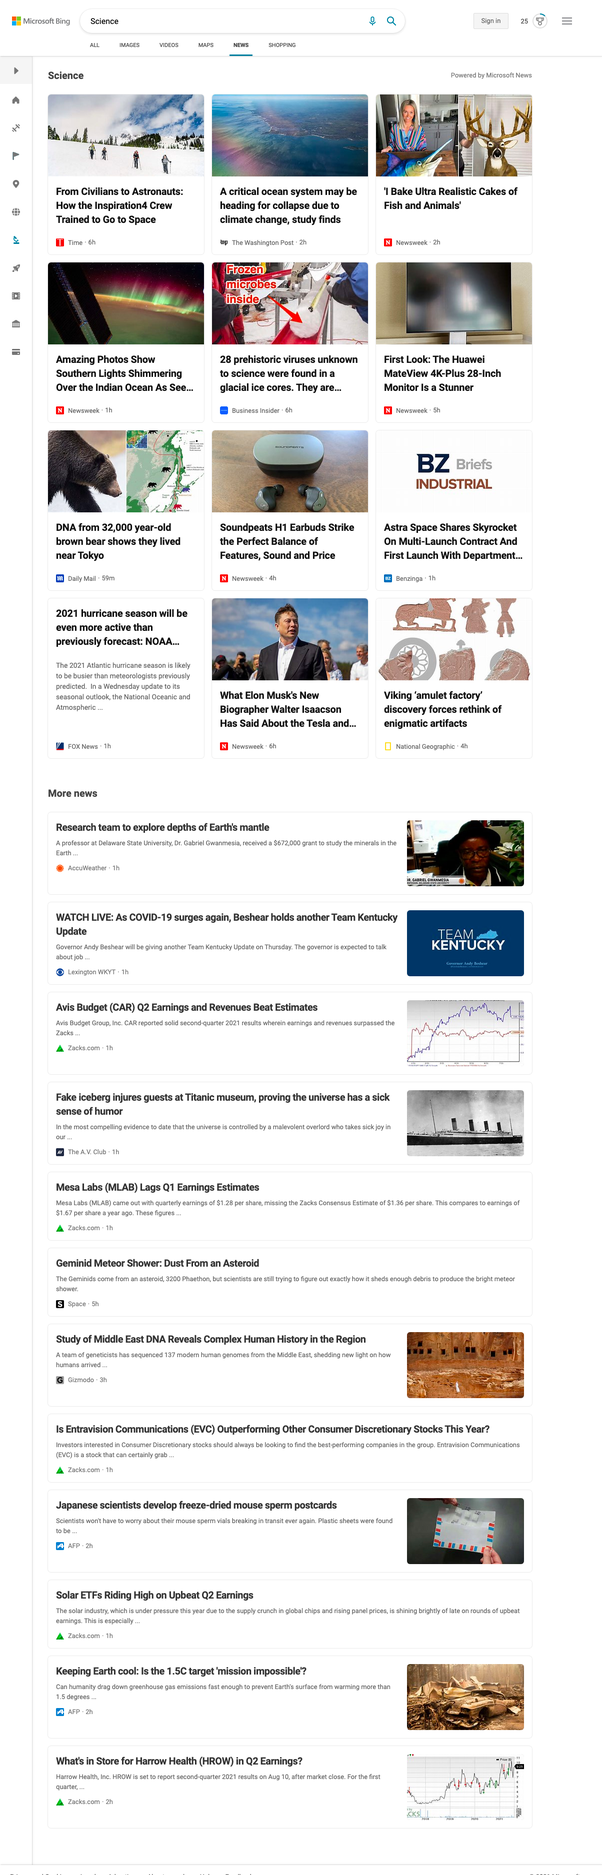 Microsoft Bing
Science
Sign in
25
ALL
IMAGES
VIDEOS
MAPS
NEWS
SHOPPING
Science
Powered by Microsoft News
From Civilians to Astronauts:
How the Inspiration4 Crew
Trained to Go to Space
Time · 6h
A critical ocean system may be
heading for collapse due to
climate change, study finds
The Washington Post · 2h
'I Bake Ultra Realistic Cakes of
Fish and Animals'
Newsweek · 2h
Amazing Photos Show
Southern Lights Shimmering
Over the Indian Ocean As See...
Newsweek · 1h
Frozen
microbes
inside
28 prehistoric viruses unknown
to science were found in a
glacial ice cores. They are...
Business Insider · 6h
First Look: The Huawei
MateView 4K-Plus 28-Inch
Monitor Is a Stunner
Newsweek · 5h
DNA from 32,000 year-old
brown bear shows they lived
near Tokyo
Daily Mail · 59m
Soundpeats H1 Earbuds Strike
the Perfect Balance of
Features, Sound and Price
Newsweek · 4h
BZ Briefs
INDUSTRIAL
Astra Space Shares Skyrocket
On Multi-Launch Contract And
First Launch With Department...
Benzinga · 1h
2021 hurricane season will be
even more active than
previously forecast: NOAA...
The 2021 Atlantic hurricane season is likely
to be busier than meteorologists previously
predicted. In a Wednesday update to its
seasonal outlook, the National Oceanic and
Atmospheric ...
FOX News · 1h
What Elon Musk's New
Biographer Walter Isaacson
Has Said About the Tesla and...
Newsweek · 6h
Viking ‘amulet factory’
discovery forces rethink of
enigmatic artifacts
National Geographic · 4h
More news
Research team to explore depths of Earth's mantle
A professor at Delaware State University, Dr. Gabriel Gwanmesia, received a $672,000 grant to study the minerals in the
Earth ...
AccuWeather · 1h
DR. GABRIEL GWANMESIA
WATCH LIVE: As COVID-19 surges again, Beshear holds another Team Kentucky
Update
Governor Andy Beshear will be giving another Team Kentucky Update on Thursday. The governor is expected to talk
about job ...
Lexington WKYT · 1h
TEAM
KENTUCKY
Governor Andy Beshear
Avis Budget (CAR) Q2 Earnings and Revenues Beat Estimates
Avis Budget Group, Inc. CAR reported solid second-quarter 2021 results wherein earnings and revenues surpassed the
Zacks ...
Zacks.com · 1h
Fake iceberg injures guests at Titanic museum, proving the universe has a sick
sense of humor
In the most compelling evidence to date that the universe is controlled by a malevolent overlord who takes sick joy in
our ...
The A.V. Club · 1h
Mesa Labs (MLAB) Lags Q1 Earnings Estimates
Mesa Labs (MLAB) came out with quarterly earnings of $1.28 per share, missing the Zacks Consensus Estimate of $1.36 per share. This compares to earnings of
$1.67 per share a year ago. These figures ...
Zacks.com · 1h
Geminid Meteor Shower: Dust From an Asteroid
The Geminids come from an asteroid, 3200 Phaethon, but scientists are still trying to figure out exactly how it sheds enough debris to produce the bright meteor
shower.
Space · 5h
Study of Middle East DNA Reveals Complex Human History in the Region
A team of geneticists has sequenced 137 modern human genomes from the Middle East, shedding new light on how
humans arrived ...
Gizmodo · 3h
Is Entravision Communications (EVC) Outperforming Other Consumer Discretionary Stocks This Year?
Investors interested in Consumer Discretionary stocks should always be looking to find the best-performing companies in the group. Entravision Communications
(EVC) is a stock that can certainly grab ...
Zacks.com · 1h
Japanese scientists develop freeze-dried mouse sperm postcards
Scientists won't have to worry about their mouse sperm vials breaking in transit ever again. Plastic sheets were found
to be ...
AFP · 2h
Solar ETFs Riding High on Upbeat Q2 Earnings
The solar industry, which is under pressure this year due to the supply crunch in global chips and rising panel prices, is shining brightly of late on rounds of upbeat
earnings. This is especially ...
Zacks.com · 1h
Keeping Earth cool: Is the 1.5C target 'mission impossible'?
Can humanity drag down greenhouse gas emissions fast enough to prevent Earth's surface from warming more than
1.5 degrees ...
AFP · 2h
What's in Store for Harrow Health (HROW) in Q2 Earnings?
Harrow Health, Inc. HROW is set to report second-quarter 2021 results on Aug 10, after market close. For the first
quarter, ...
Zacks.com · 2h